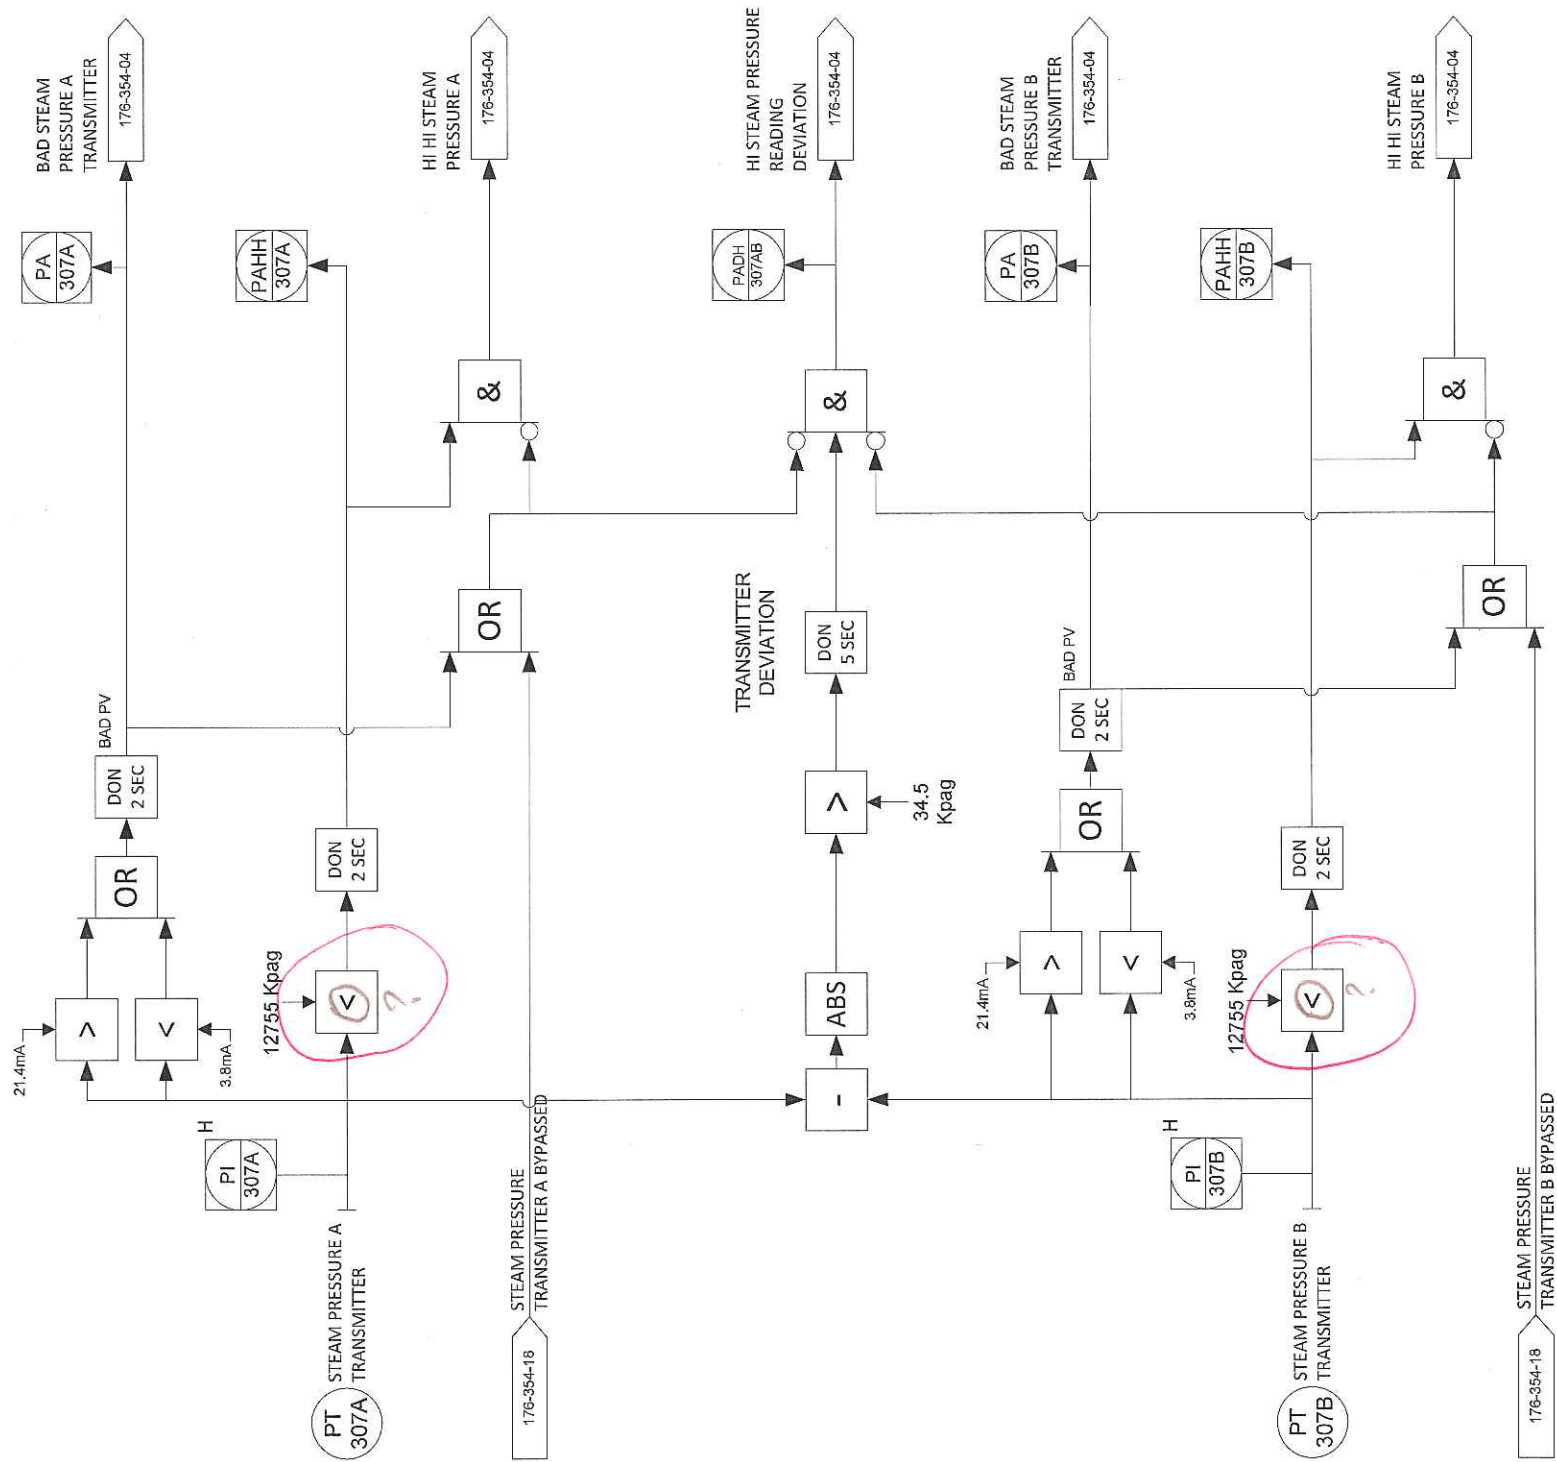 PT
307A
STEAM PRESSURE A
TRANSMITTER
PI
307A
H
21.4mA
>
<
3.8mA
OR
DON
2 SEC
BAD PV
PA
307A
BAD STEAM
PRESSURE A
TRANSMITTER
176-354-04
12755 Kpag
<
?
DON
2 SEC
PAHH
307A
176-354-18
STEAM PRESSURE
TRANSMITTER A BYPASSED
OR
&
HI HI STEAM
PRESSURE A
176-354-04
-
ABS
>
34.5
Kpag
TRANSMITTER
DEVIATION
DON
5 SEC
&
PADH
307AB
HI STEAM PRESSURE
READING
DEVIATION
176-354-04
PT
307B
STEAM PRESSURE B
TRANSMITTER
PI
307B
H
21.4mA
>
<
3.8mA
OR
DON
2 SEC
BAD PV
PA
307B
BAD STEAM
PRESSURE B
TRANSMITTER
176-354-04
12755 Kpag
<
?
DON
2 SEC
PAHH
307B
176-354-18
STEAM PRESSURE
TRANSMITTER B BYPASSED
OR
&
HI HI STEAM
PRESSURE B
176-354-04